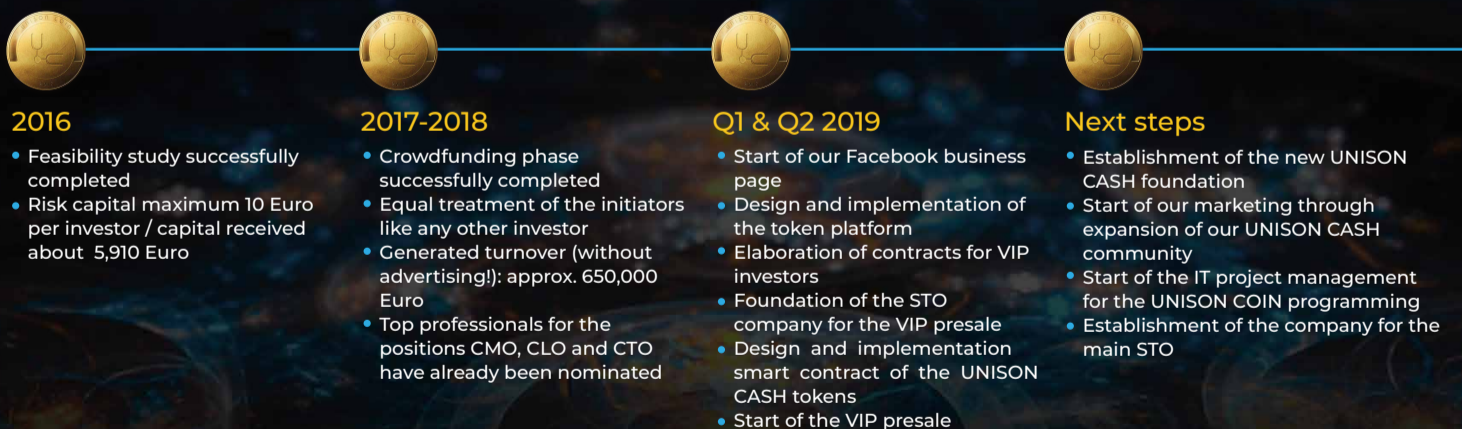 2016
• Feasibility study successfully
completed
• Risk capital maximum 10 Euro
per investor / capital received
about 5,910 Euro
2017-2018
• Crowdfunding phase
successfully completed
• Equal treatment of the initiators
like any other investor
• Generated turnover (without
advertising!): approx. 650,000
Euro
• Top professionals for the
positions CMO, CLO and CTO
have already been nominated
Q1 & Q2 2019
• Start of our Facebook business
page
• Design and implementation of
the token platform
• Elaboration of contracts for VIP
investors
• Foundation of the STO
company for the VIP presale
• Design and implementation
smart contract of the UNISON
CASH tokens
• Start of the VIP presale
Next steps
• Establishment of the new UNISON
CASH foundation
• Start of our marketing through
expansion of our UNISON CASH
community
• Start of the IT project management
for the UNISON COIN programming
• Establishment of the company for the
main STO